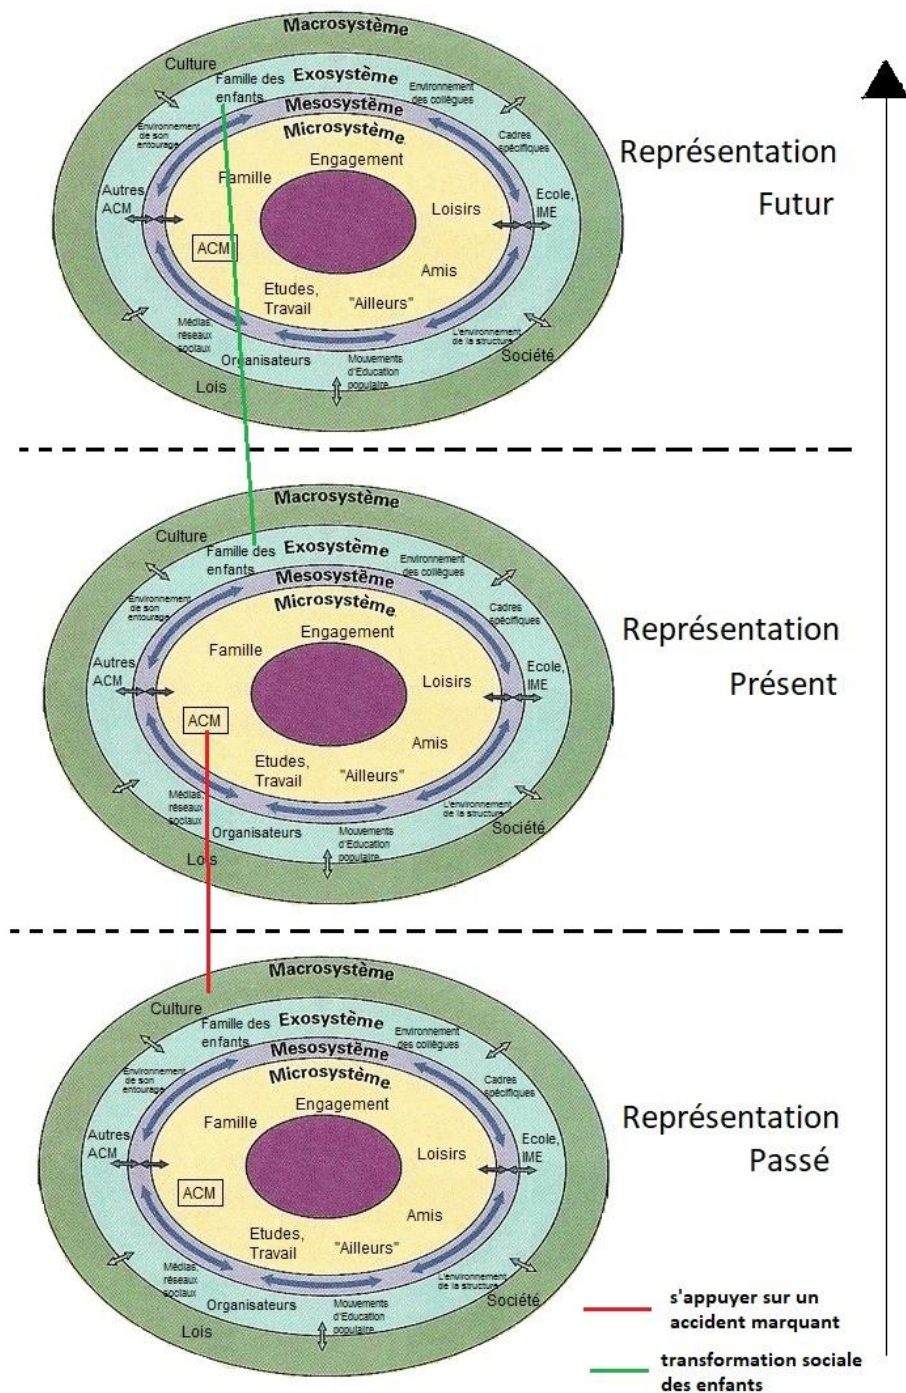 Macrosystème
Culture
Famille des
enfants
Exosystème
Environnement
des collègues
Mesosystème
Environnement
de son
entourage
Microsystème
Cadres
spécifiques
Engagement
Famille
Autres
ACM
Loisirs
Ecole,
IME
ACM
Amis
Etudes,
Travail
"Ailleurs"
Médias,
réseaux
sociaux
Organisateurs
Mouvements
d'Education
populaire
L'environnement
de la structure
Société
Lois
Représentation
Futur
Macrosystème
Culture
Famille des
enfants
Exosystème
Environnement
des collègues
Mesosystème
Environnement
de son
entourage
Microsystème
Cadres
spécifiques
Engagement
Famille
Autres
ACM
Loisirs
Ecole,
IME
ACM
Amis
Etudes,
Travail
"Ailleurs"
Médias,
réseaux
sociaux
Organisateurs
Mouvements
d'Education
populaire
L'environnement
de la structure
Société
Lois
Représentation
Présent
Macrosystème
Culture
Famille des
enfants
Exosystème
Environnement
des collègues
Mesosystème
Environnement
de son
entourage
Microsystème
Cadres
spécifiques
Engagement
Famille
Autres
ACM
Loisirs
Ecole,
IME
ACM
Amis
Etudes,
Travail
"Ailleurs"
Médias,
réseaux
sociaux
Organisateurs
Mouvements
d'Education
populaire
L'environnement
de la structure
Société
Lois
Représentation
Passé
s'appuyer sur un
accident marquant
transformation sociale
des enfants